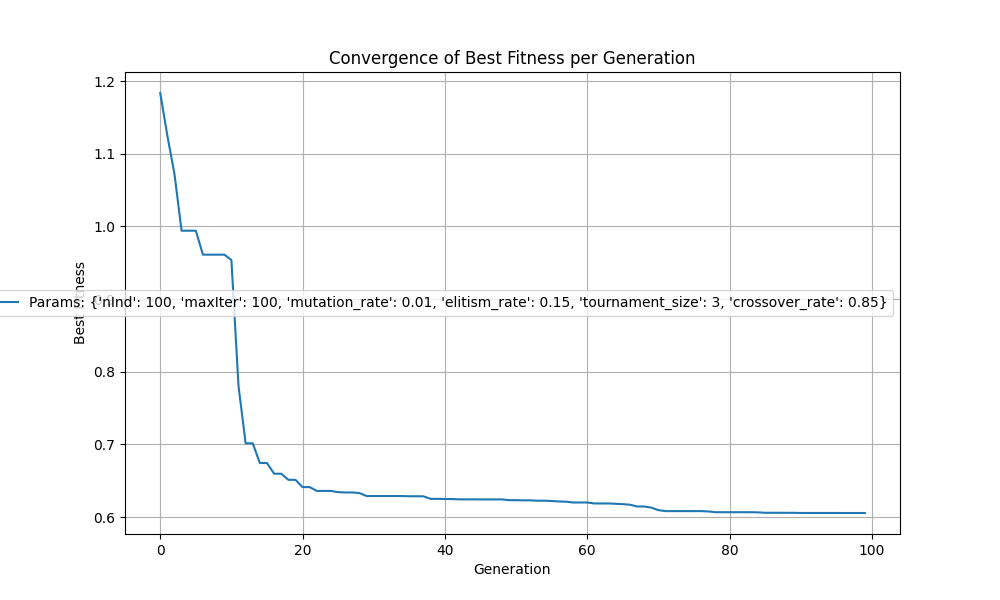 Convergence of Best Fitness per Generation
1.2
1.1
1.0
0.8
0.7
0.6
Best Fitness
Params: {'nInd': 100, 'maxIter': 100, 'mutation_rate': 0.01, 'elitism_rate': 0.15, 'tournament_size': 3, 'crossover_rate': 0.85}
0 20 40 60 80 100
Generation